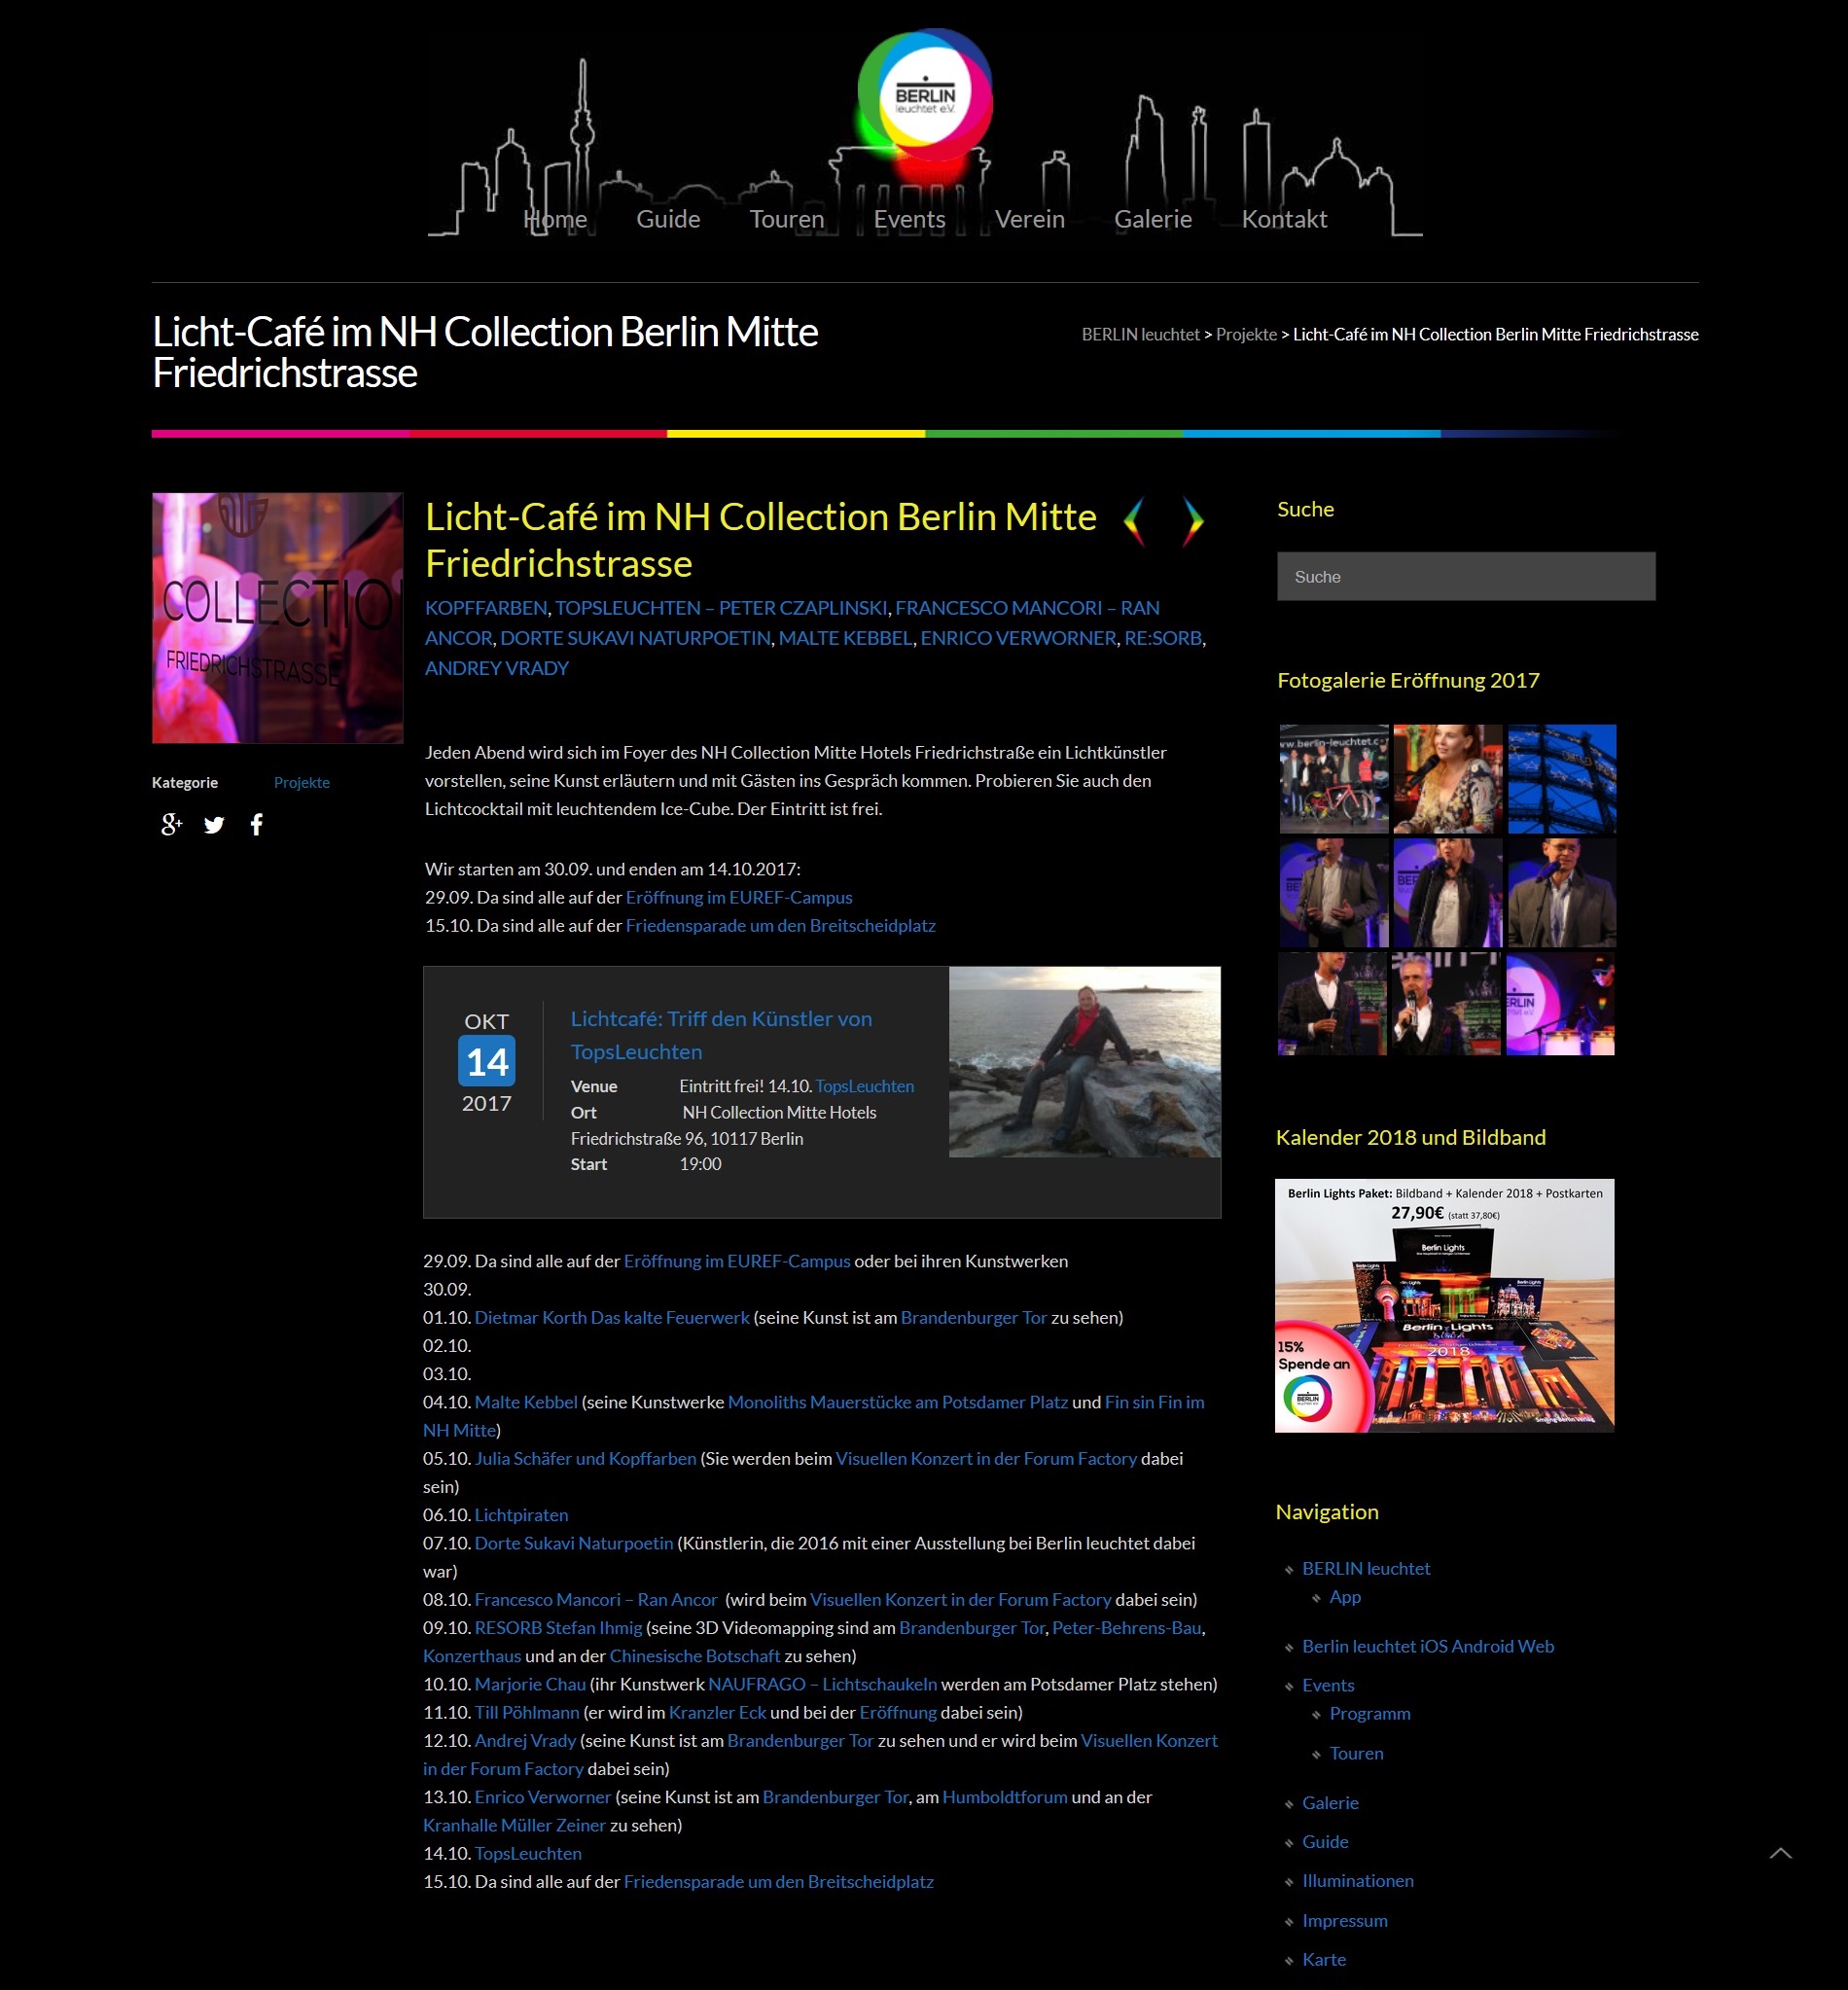 BERLIN
leuchtet e.V.
Home Guide Touren Events Verein Galerie Kontakt
Licht-Café im NH Collection Berlin Mitte
Friedrichstrasse
BERLIN leuchtet > Projekte > Licht-Café im NH Collection Berlin Mitte Friedrichstrasse
COLLECTIO
FRIEDRICHSTRASSE
Kategorie Projekte
Licht-Café im NH Collection Berlin Mitte
Friedrichstrasse
KOPFFARBEN, TOPSLEUCHTEN – PETER CZAPLINSKI, FRANCESCO MANCORI – RAN
ANCOR, DORTE SUKAVI NATURPOETIN, MALTE KEBBEL, ENRICO VERWORNER, RE:SORB,
ANDREY VRADY
Jeden Abend wird sich im Foyer des NH Collection Mitte Hotels Friedrichstraße ein Lichtkünstler
vorstellen, seine Kunst erläutern und mit Gästen ins Gespräch kommen. Probieren Sie auch den
Lichtcocktail mit leuchtendem Ice-Cube. Der Eintritt ist frei.
Wir starten am 30.09. und enden am 14.10.2017:
29.09. Da sind alle auf der Eröffnung im EUREF-Campus
15.10. Da sind alle auf der Friedensparade um den Breitscheidplatz
OKT
14
2017
Lichtcafé: Triff den Künstler von
TopsLeuchten
Venue Eintritt frei! 14.10. TopsLeuchten
Ort NH Collection Mitte Hotels
Friedrichstraße 96, 10117 Berlin
Start 19:00
29.09. Da sind alle auf der Eröffnung im EUREF-Campus oder bei ihren Kunstwerken
30.09.
01.10. Dietmar Korth Das kalte Feuerwerk (seine Kunst ist am Brandenburger Tor zu sehen)
02.10.
03.10.
04.10. Malte Kebbel (seine Kunstwerke Monoliths Mauerstücke am Potsdamer Platz und Fin sin Fin im
NH Mitte)
05.10. Julia Schäfer und Kopffarben (Sie werden beim Visuellen Konzert in der Forum Factory dabei
sein)
06.10. Lichtpiraten
07.10. Dorte Sukavi Naturpoetin (Künstlerin, die 2016 mit einer Ausstellung bei Berlin leuchtet dabei
war)
08.10. Francesco Mancori – Ran Ancor (wird beim Visuellen Konzert in der Forum Factory dabei sein)
09.10. RESORB Stefan Ihmig (seine 3D Videomapping sind am Brandenburger Tor, Peter-Behrens-Bau,
Konzerthaus und an der Chinesische Botschaft zu sehen)
10.10. Marjorie Chau (ihr Kunstwerk NAUFRAGO – Lichtschaukeln werden am Potsdamer Platz stehen)
11.10. Till Pöhlmann (er wird im Kranzler Eck und bei der Eröffnung dabei sein)
12.10. Andrej Vrady (seine Kunst ist am Brandenburger Tor zu sehen und er wird beim Visuellen Konzert
in der Forum Factory dabei sein)
13.10. Enrico Verworner (seine Kunst ist am Brandenburger Tor, am Humboldtforum und an der
Kranhalle Müller Zeiner zu sehen)
14.10. TopsLeuchten
15.10. Da sind alle auf der Friedensparade um den Breitscheidplatz
Suche
Suche
Fotogalerie Eröffnung 2017
www.berlin-leuchtet.c
Kalender 2018 und Bildband
Berlin Lights Paket: Bildband + Kalender 2018 + Postkarten
27,90€ (statt 37,80€)
Berlin Lights
Berlin Lights
2018
15%
Spende an
BERLIN
Navigation
BERLIN leuchtet
App
Berlin leuchtet iOS Android Web
Events
Programm
Touren
Galerie
Guide
Illuminationen
Impressum
Karte